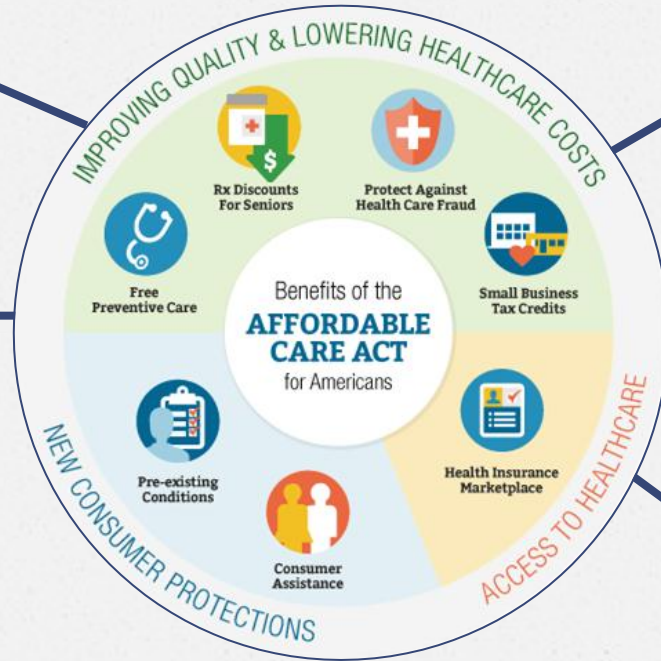 IMPROVING QUALITY & LOWERING HEALTHCARE COSTS
Rx Discounts
For Seniors
Protect Against
Health Care Fraud
Free
Preventive Care
Small Business
Tax Credits
$
Benefits of the
AFFORDABLE
CARE ACT
for Americans
Pre-existing
Conditions
Health Insurance
Marketplace
Consumer
Assistance
NEW CONSUMER PROTECTIONS
ACCESS TO HEALTHCARE